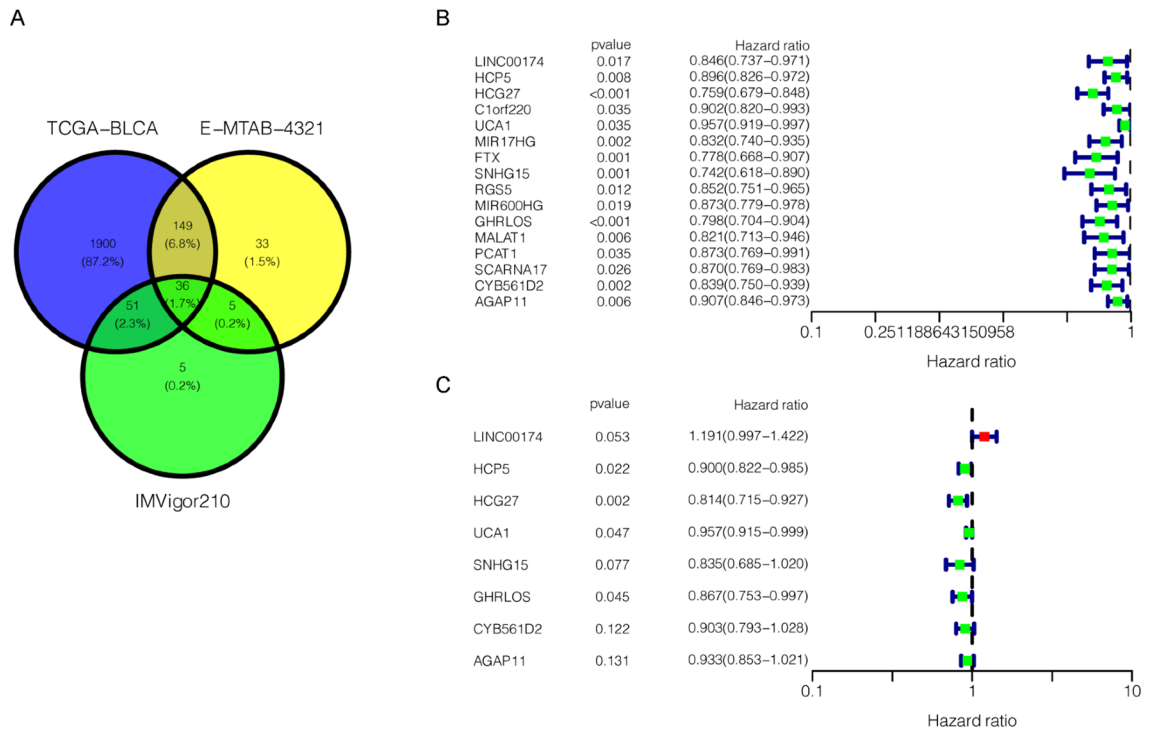 A
TCGA-BLCA E-MTAB-4321
1900
(87.2%)
149
(6.8%)
33
(1.5%)
36
(1.7%)
51
(2.3%)
5
(0.2%)
5
(0.2%)
IMVigor210
B
pvalue Hazard ratio
LINC00174 0.017 0.846(0.737-0.971)
HCP5 0.008 0.896(0.826-0.972)
HCG27 <0.001 0.759(0.679-0.848)
C1orf220 0.035 0.902(0.820-0.993)
UCA1 0.035 0.957(0.919-0.997)
MIR17HG 0.002 0.832(0.740-0.935)
FTX 0.001 0.778(0.668-0.907)
SNHG15 0.001 0.742(0.618-0.890)
RGS5 0.012 0.852(0.751-0.965)
MIR600HG 0.019 0.873(0.779-0.978)
GHRLOS <0.001 0.798(0.704-0.904)
MALAT1 0.006 0.821(0.713-0.946)
PCAT1 0.035 0.873(0.769-0.991)
SCARNA17 0.026 0.870(0.769-0.983)
CYB561D2 0.002 0.839(0.750-0.939)
AGAP11 0.006 0.907(0.846-0.973)
0.1 0.251188643150958 1
Hazard ratio
C
pvalue Hazard ratio
LINC00174 0.053 1.191(0.997-1.422)
HCP5 0.022 0.900(0.822-0.985)
HCG27 0.002 0.814(0.715-0.927)
UCA1 0.047 0.957(0.915-0.999)
SNHG15 0.077 0.835(0.685-1.020)
GHRLOS 0.045 0.867(0.753-0.997)
CYB561D2 0.122 0.903(0.793-1.028)
AGAP11 0.131 0.933(0.853-1.021)
0.1 1 10
Hazard ratio